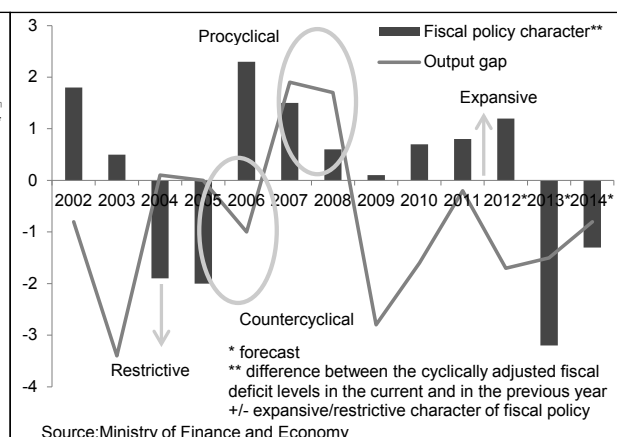 3
Procyclical
Fiscal policy character**
Output gap
2
Expansive
1
0
2002 2003 2004 2005 2006 2007 2008 2009 2010 2011 2012*2013*2014*
-1
-2
Countercyclical
-3
Restrictive
* forecast
** difference between the cyclically adjusted fiscal
deficit levels in the current and in the previous year
+/- expansive/restrictive character of fiscal policy
-4
Source:Ministry of Finance and Economy